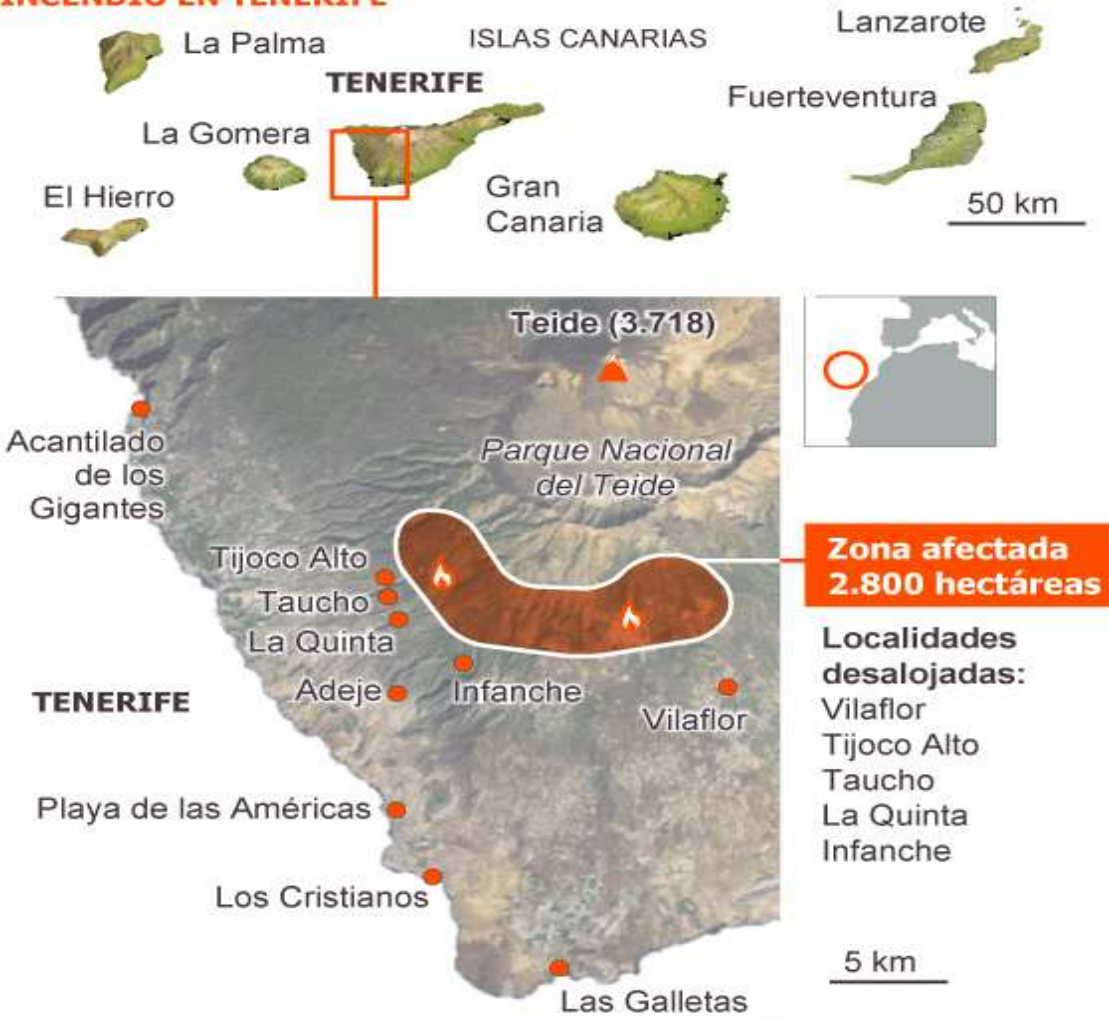 INCENDIO EN TENERIFE
ISLAS CANARIAS
La Palma
TENERIFE
Lanzarote
Fuerteventura
La Gomera
El Hierro
Gran
Canaria
50 km
Teide (3.718)
Parque Nacional
del Teide
Acantilado
de los
Gigantes
Tijoco Alto
Taucho
La Quinta
Adeje
Infanche
Vilaflor
TENERIFE
Playa de las Américas
Los Cristianos
Las Galletas
Zona afectada
2.800 hectáreas
Localidades
desalojadas:
Vilaflor
Tijoco Alto
Taucho
La Quinta
Infanche
5 km